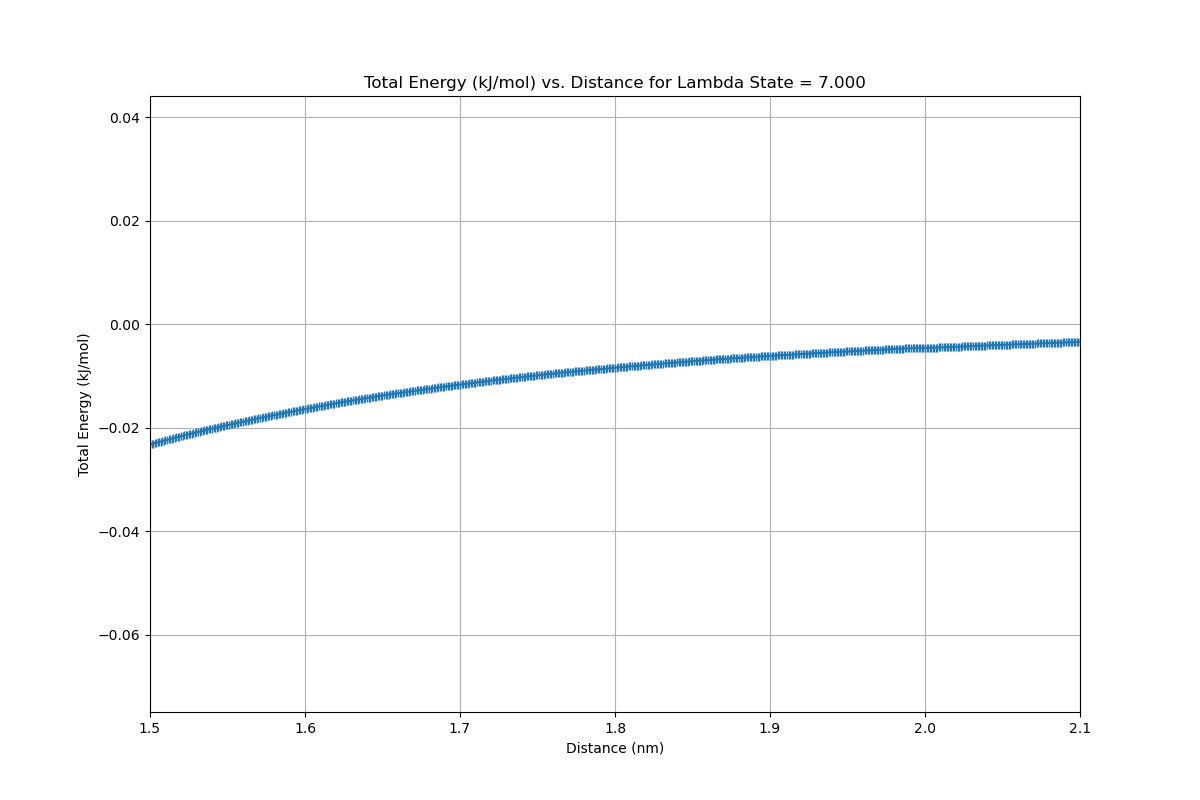 Total Energy (kJ/mol) vs. Distance for Lambda State = 7.000
0.04
0.02
0.00
−0.02
−0.04
−0.06
Total Energy (kJ/mol)
1.5 1.6 1.7 1.8 1.9 2.0 2.1
Distance (nm)